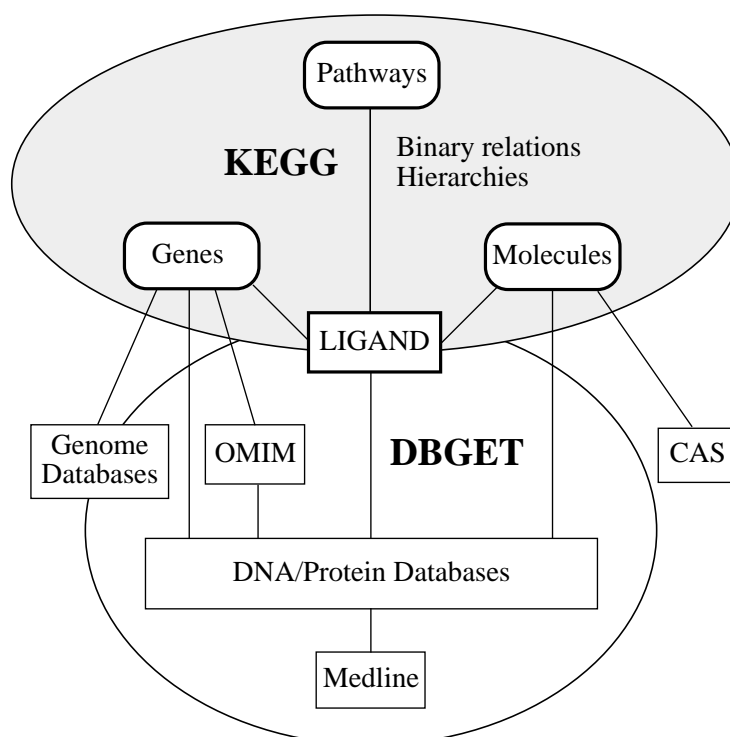 Pathways
KEGG
Binary relations
Hierarchies
Genes
Molecules
LIGAND
Genome
Databases
OMIM
DBGET
CAS
DNA/Protein Databases
Medline